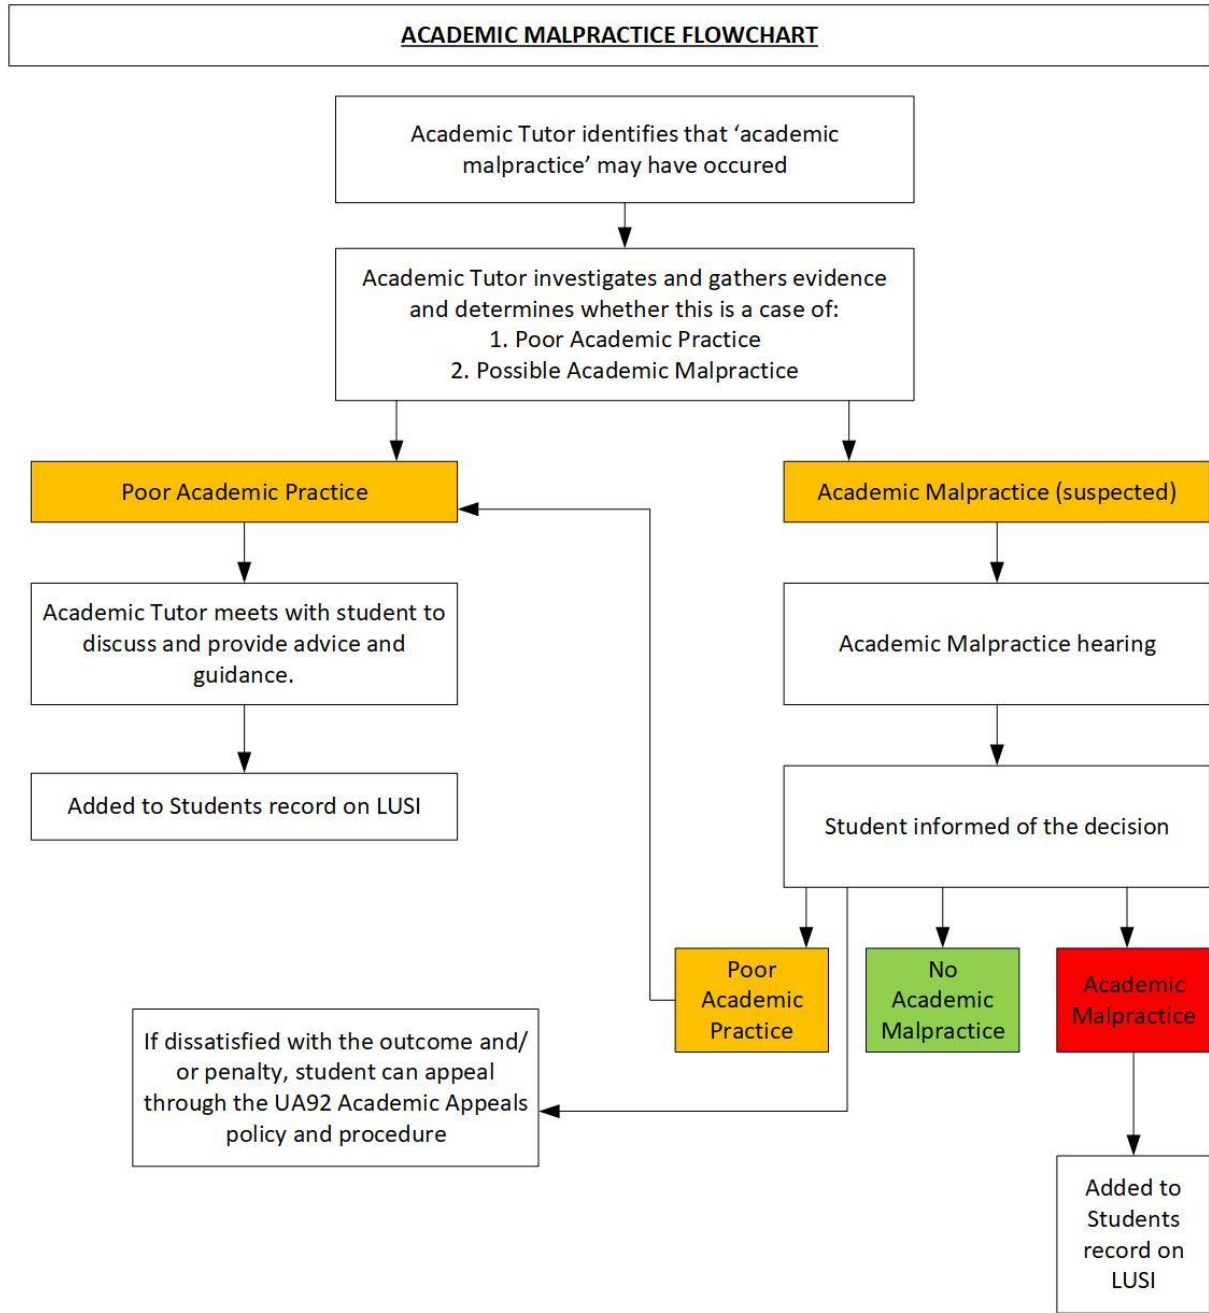 ACADEMIC MALPRACTICE FLOWCHART
Academic Tutor identifies that ‘academic
malpractice’ may have occured
Academic Tutor investigates and gathers evidence
and determines whether this is a case of:
1. Poor Academic Practice
2. Possible Academic Malpractice
Poor Academic Practice
Academic Malpractice (suspected)
Academic Tutor meets with student to
discuss and provide advice and
guidance.
Academic Malpractice hearing
Added to Students record on LUSI
Student informed of the decision
Poor
Academic
Practice
No
Academic
Malpractice
Academic
Malpractice
If dissatisfied with the outcome and/
or penalty, student can appeal
through the UA92 Academic Appeals
policy and procedure
Added to
Students
record on
LUSI